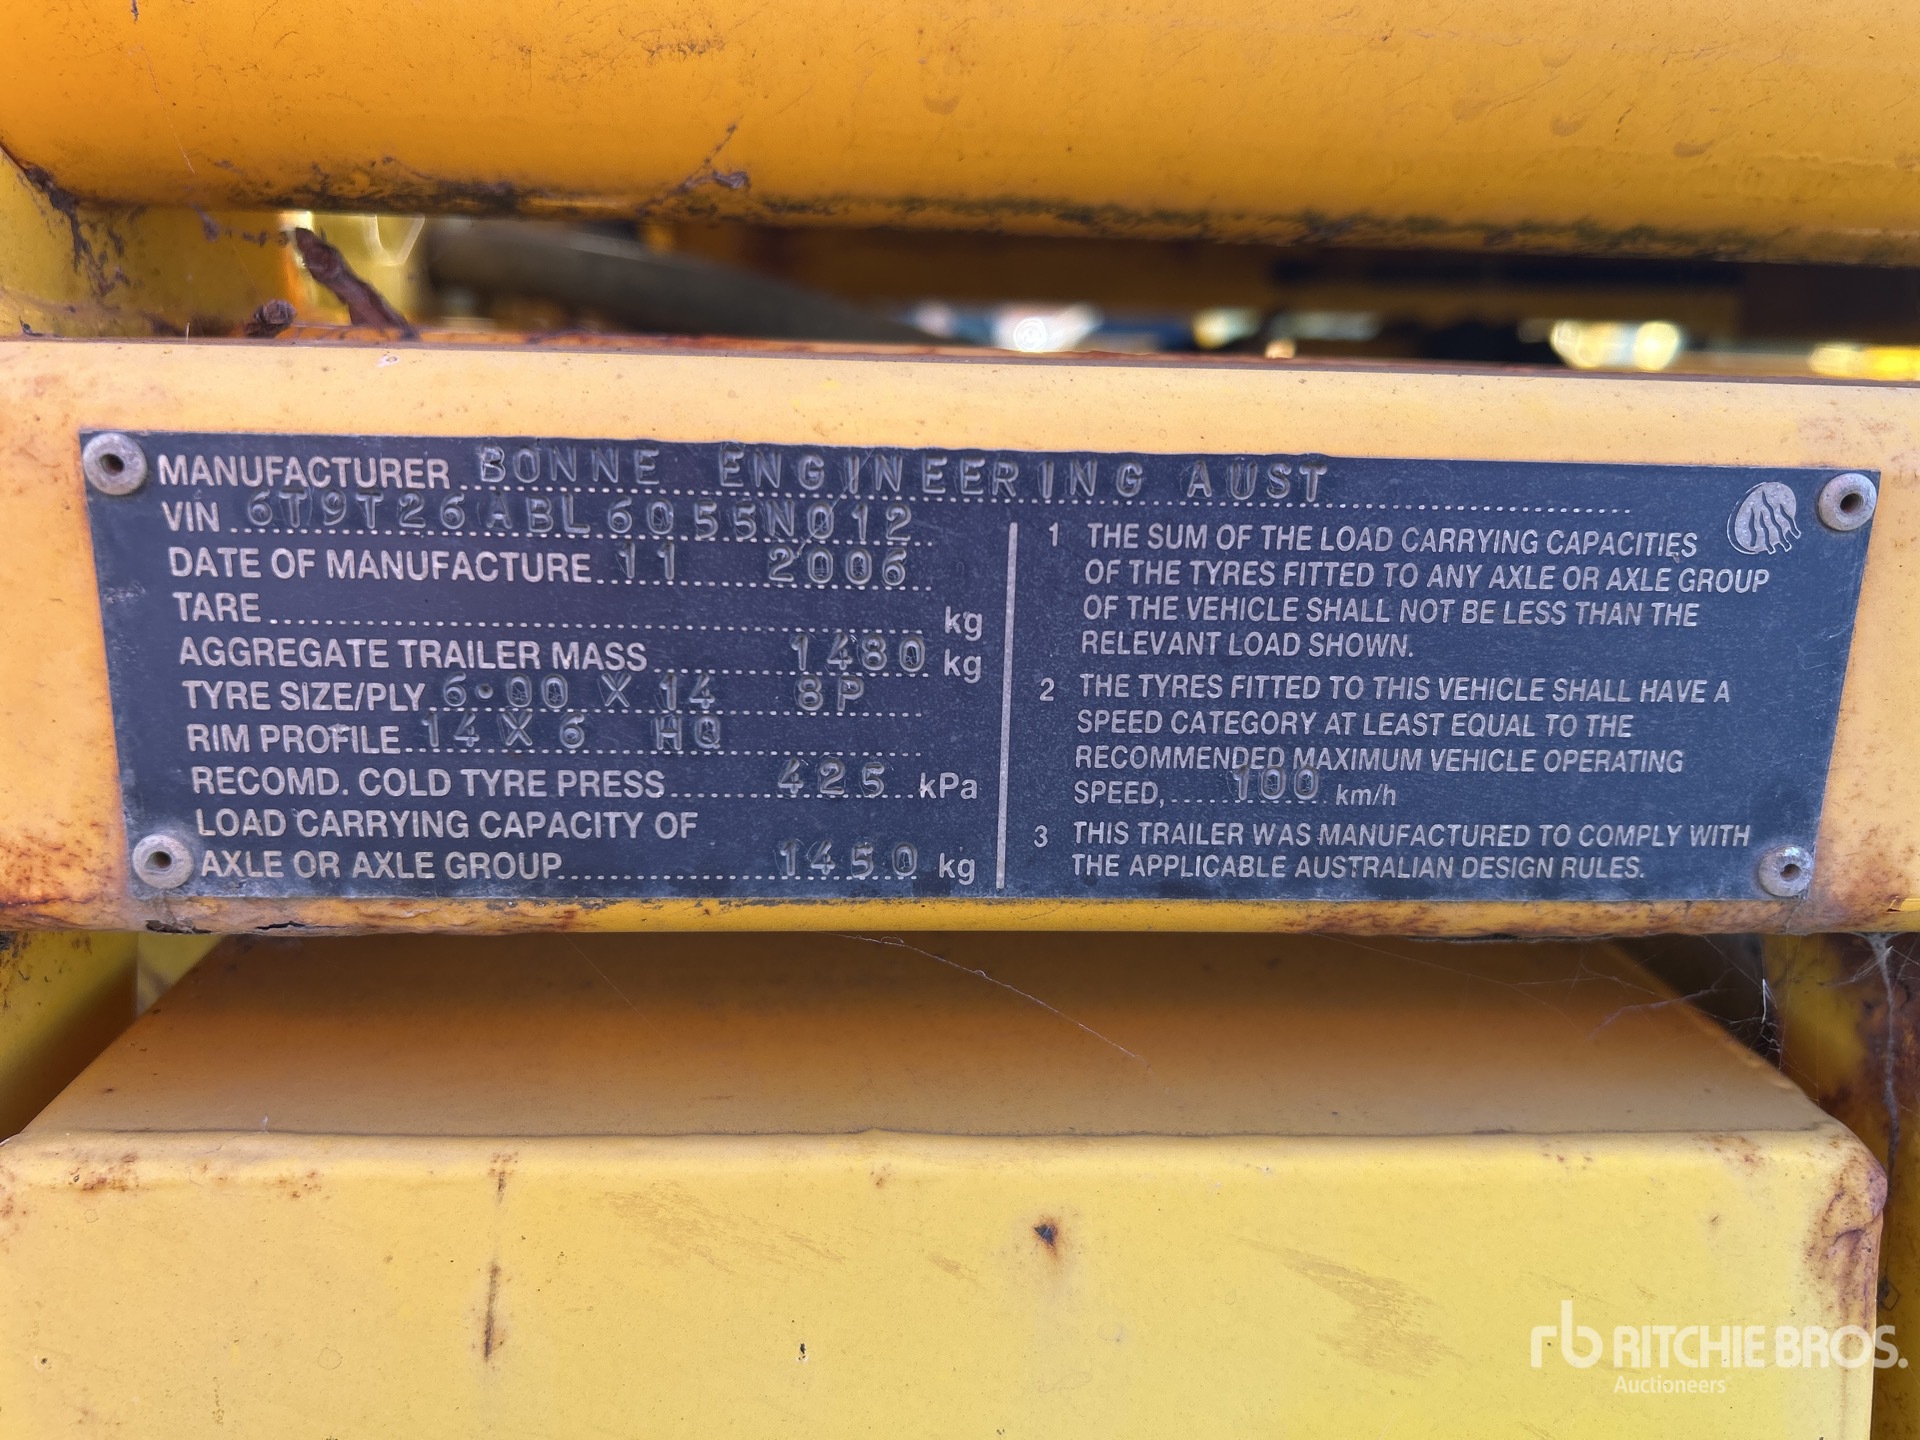 MANUFACTURER BONNE ENGINEERING AUST
VIN 6T9T26ABL6055N012
DATE OF MANUFACTURE 11 2006
TARE kg
AGGREGATE TRAILER MASS 1480 kg
TYRE SIZE/PLY 6·00 X 14 8P
RIM PROFILE 14 X 6 HQ
RECOMD. COLD TYRE PRESS 425 kPa
LOAD CARRYING CAPACITY OF
AXLE OR AXLE GROUP 1450 kg
1 THE SUM OF THE LOAD CARRYING CAPACITIES
OF THE TYRES FITTED TO ANY AXLE OR AXLE GROUP
OF THE VEHICLE SHALL NOT BE LESS THAN THE
RELEVANT LOAD SHOWN.
2 THE TYRES FITTED TO THIS VEHICLE SHALL HAVE A
SPEED CATEGORY AT LEAST EQUAL TO THE
RECOMMENDED MAXIMUM VEHICLE OPERATING
SPEED, 100 km/h
3 THIS TRAILER WAS MANUFACTURED TO COMPLY WITH
THE APPLICABLE AUSTRALIAN DESIGN RULES.
rb RITCHIE BROS.
Auctioneers